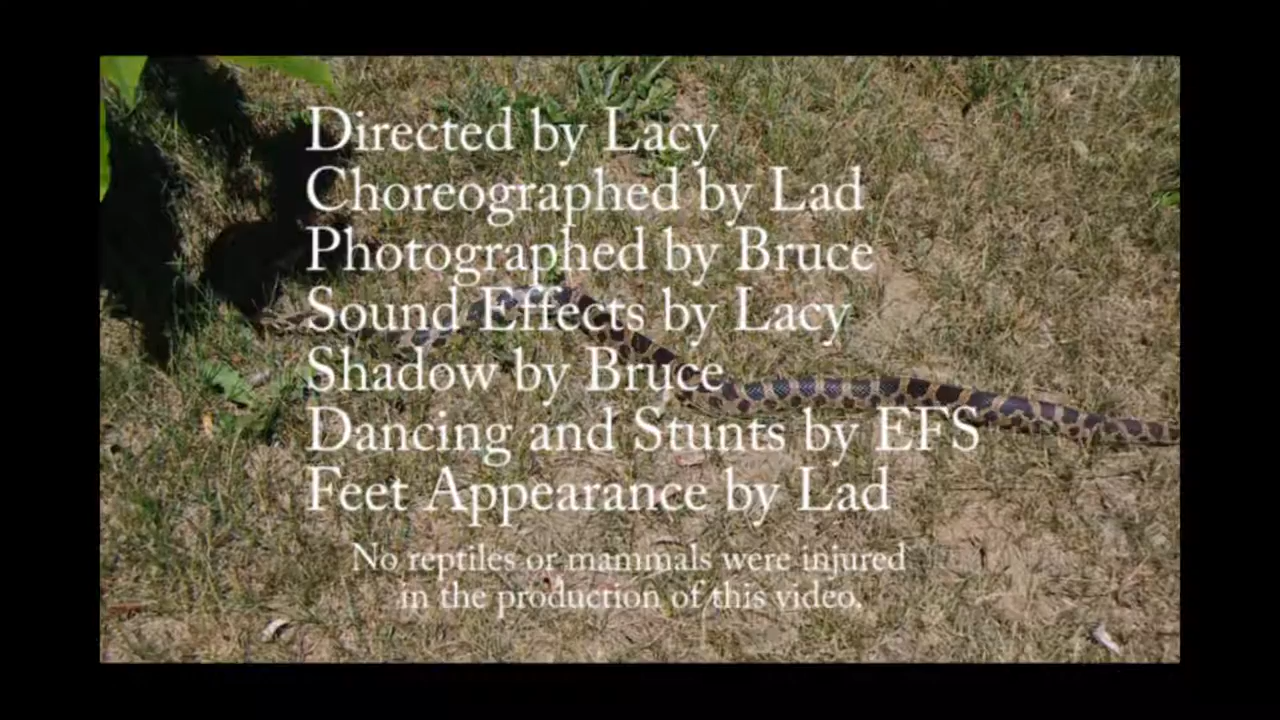 Directed by Lacy
Choreographed by Lad
Photographed by Bruce
Sound Effects by Lacy
Shadow by Bruce
Dancing and Stunts by EFS
Feet Appearance by Lad
No reptiles or mammals were injured
in the production of this video.